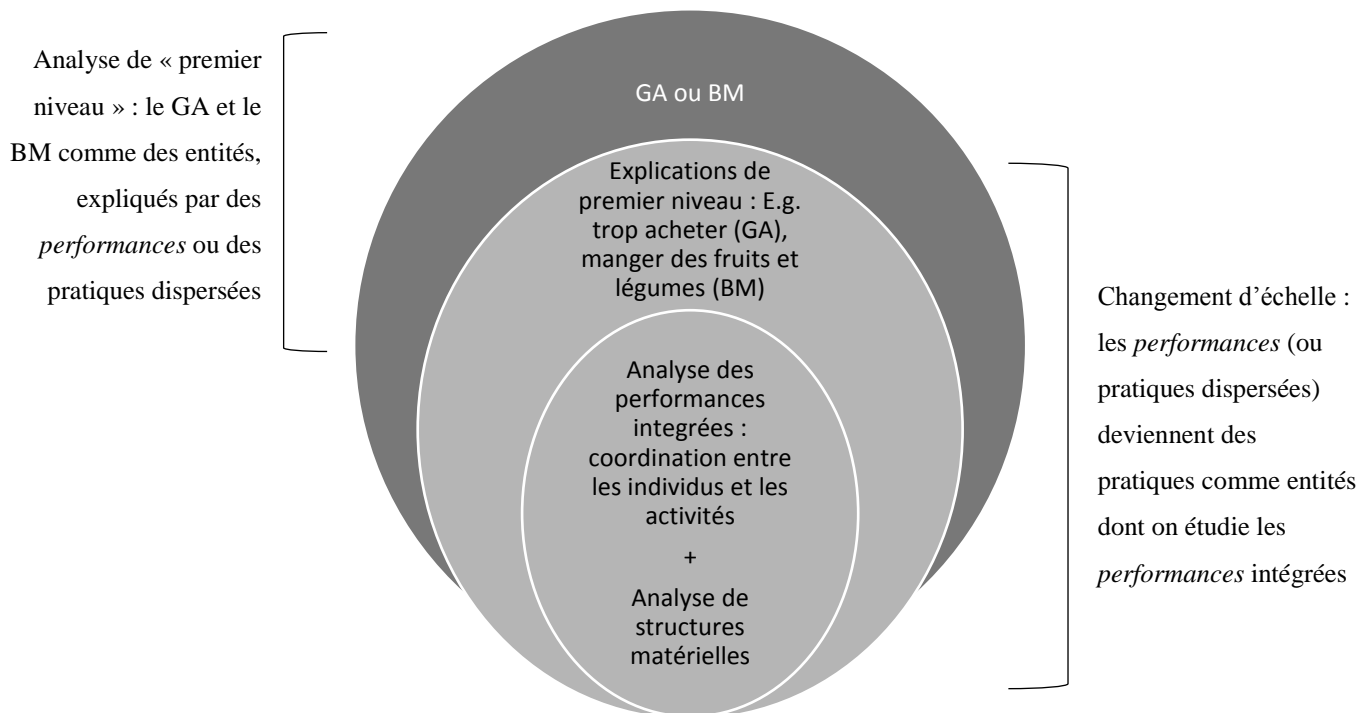 Analyse de « premier
niveau » : le GA et le
BM comme des entités,
expliqués par des
performances ou des
pratiques dispersées
GA ou BM
Explications de
premier niveau : E.g.
trop acheter (GA),
manger des fruits et
légumes (BM)
Analyse des
performances
integrées :
coordination entre
les individus et les
activités
+
Analyse de
structures
matérielles
Changement d’échelle :
les performances (ou
pratiques dispersées)
deviennent des
pratiques comme entités
dont on étudie les
performances intégrées